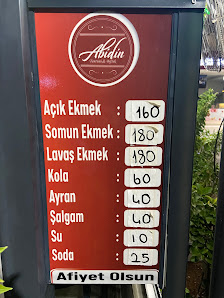 Abidin
Açık Ekmek : 160
Somun Ekmek : 180
Lavaş Ekmek : 180
Kola : 60
Ayran : 40
Şalgam : 40
Su : 10
Soda : 25
Afiyet Olsun